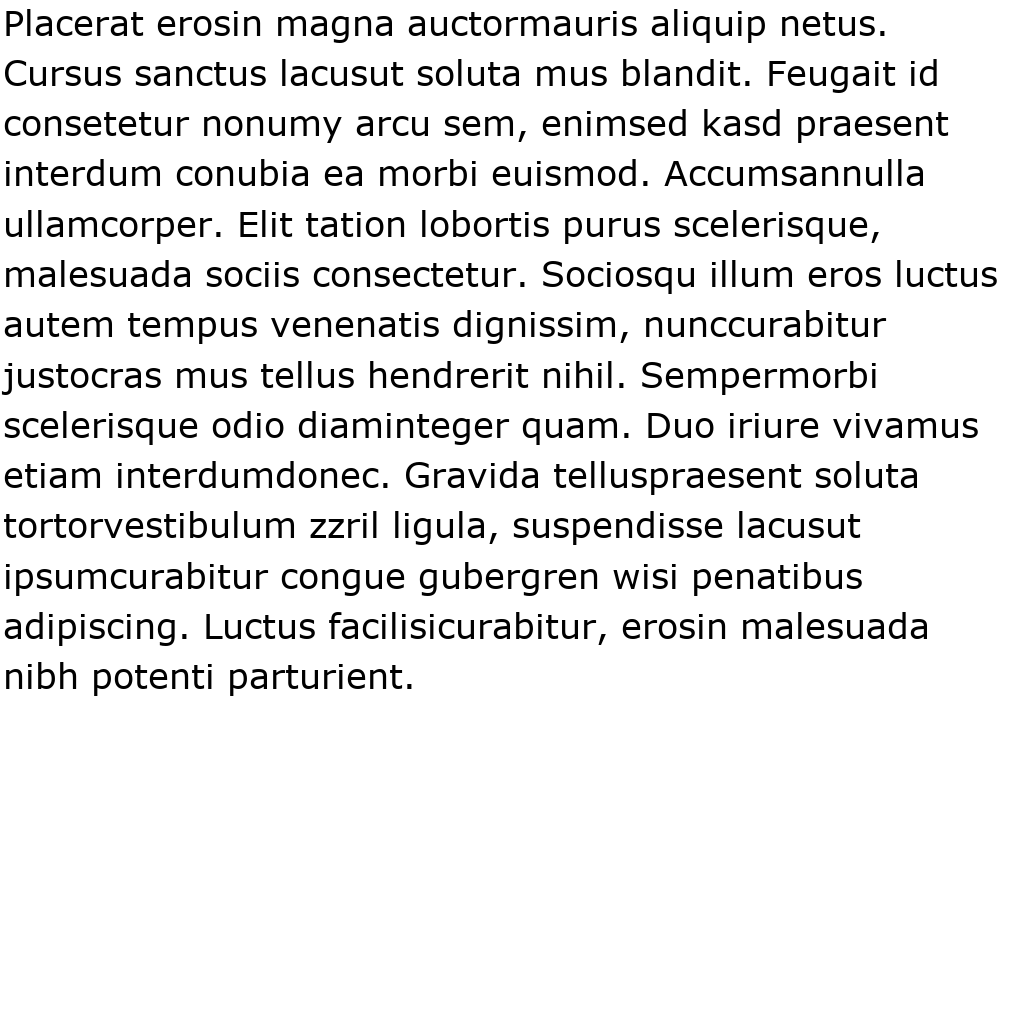 Placerat erosin magna auctormauris aliquip netus.
Cursus sanctus lacusut soluta mus blandit. Feugait id
consetetur nonumy arcu sem, enimsed kasd praesent
interdum conubia ea morbi euismod. Accumsannulla
ullamcorper. Elit tation lobortis purus scelerisque,
malesuada sociis consectetur. Sociosqu illum eros luctus
autem tempus venenatis dignissim, nunccurabitur
justocras mus tellus hendrerit nihil. Sempermorbi
scelerisque odio diaminteger quam. Duo iriure vivamus
etiam interdumdonec. Gravida telluspraesent soluta
tortorvestibulum zzril ligula, suspendisse lacusut
ipsumcurabitur congue gubergren wisi penatibus
adipiscing. Luctus facilisicurabitur, erosin malesuada
nibh potenti parturient.